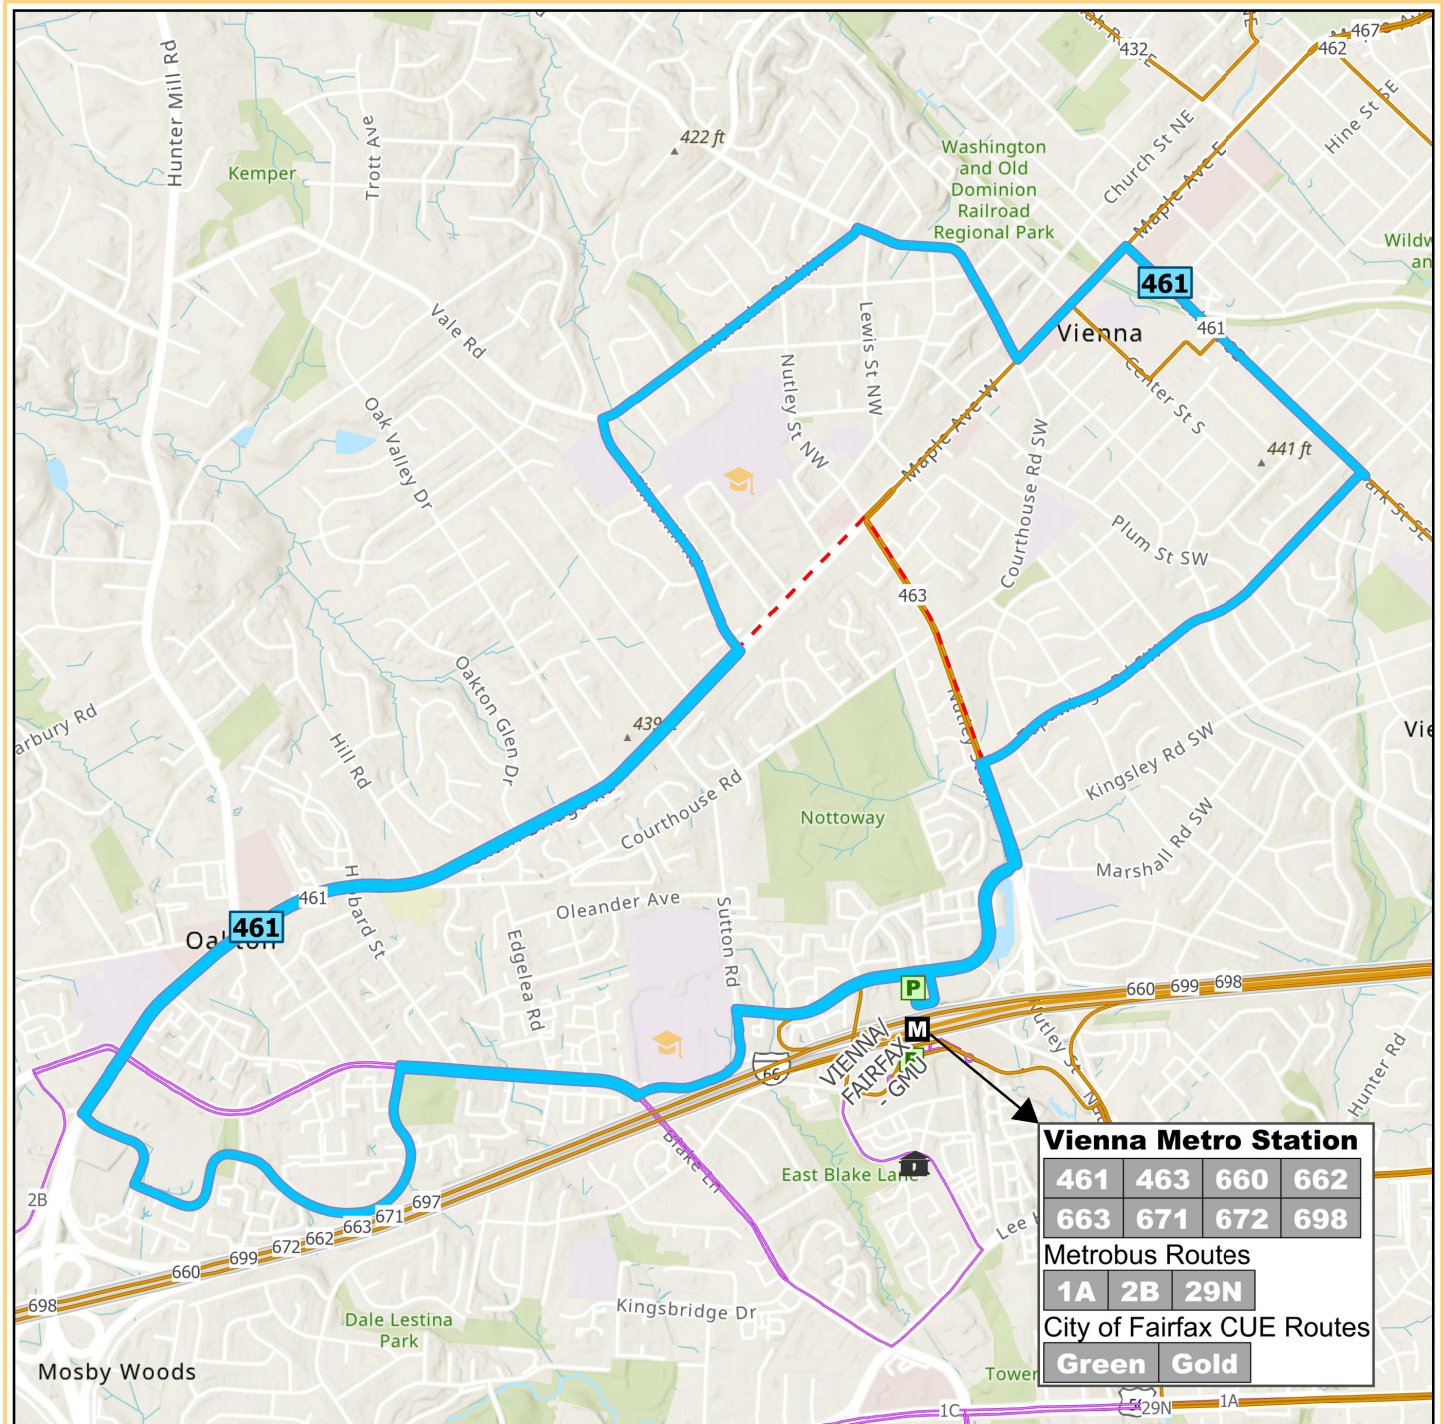 467
432
462
Hunter Mill Rd
Trott Ave
Kemper
422 ft
Washington
and Old
Dominion
Railroad
Regional Park
Church St NE
Hine St SE
Maple Ave E
461
461
Vienna
Vale Rd
Lewis St NW
Nutley St NW
Center St S
Oak Valley Dr
Maple Ave W
Courthouse Rd SW
441 ft
Plum St SW
463
Oakton Glen Dr
Hill Rd
439
Courthouse Rd
Nottoway
Kingsley Rd SW
Marshall Rd SW
461
461
Oleander Ave
Sutton Rd
Edgelea Rd
P
M
VIENNA/
FAIRFAX
- GMU
66
660
699
698
Nutley St
Hunter Rd
Blake Ln
East Blake Lane
2B
697
671
663
662
672
699
660
698
Kingsbridge Dr
Dale Lestina
Park
Mosby Woods
1C
29N
1A
Vienna Metro Station
461 463 660 662
663 671 672 698
Metrobus Routes
1A 2B 29N
City of Fairfax CUE Routes
Green Gold